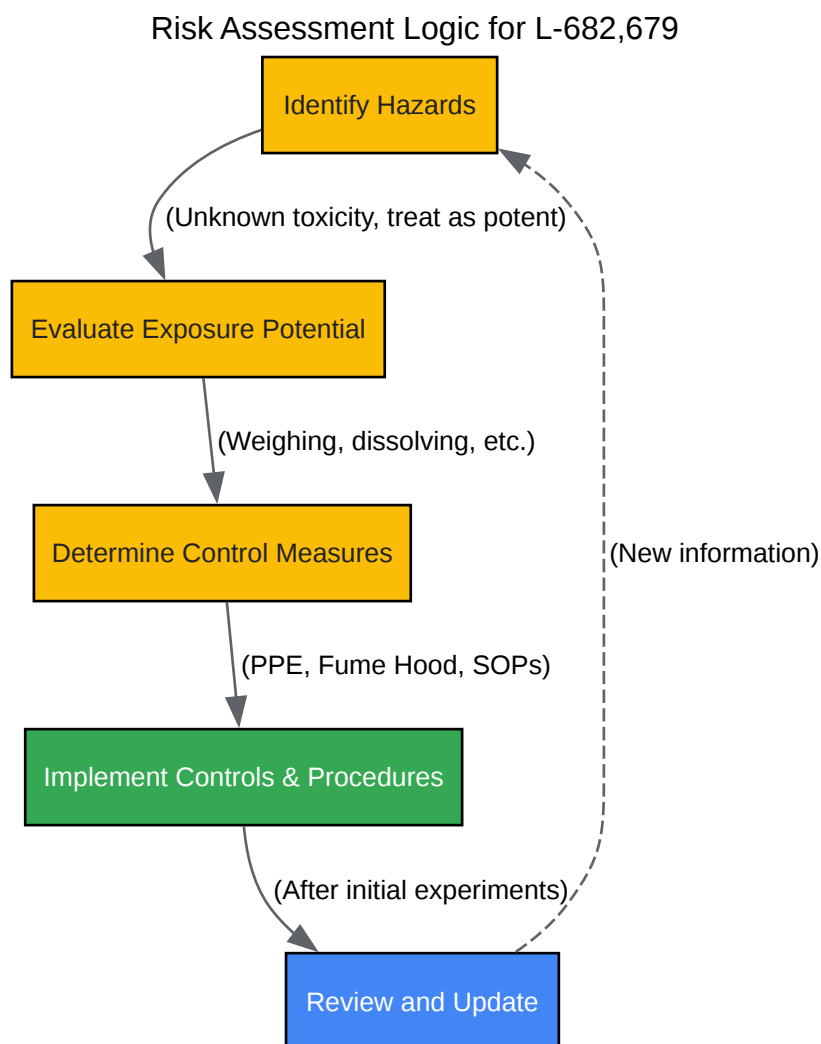 Risk Assessment Logic for L-682,679
Identify Hazards
(Unknown toxicity, treat as potent)
Evaluate Exposure Potential
(Weighing, dissolving, etc.)
Determine Control Measures
(New information)
(PPE, Fume Hood, SOPs)
Implement Controls & Procedures
(After initial experiments)
Review and Update